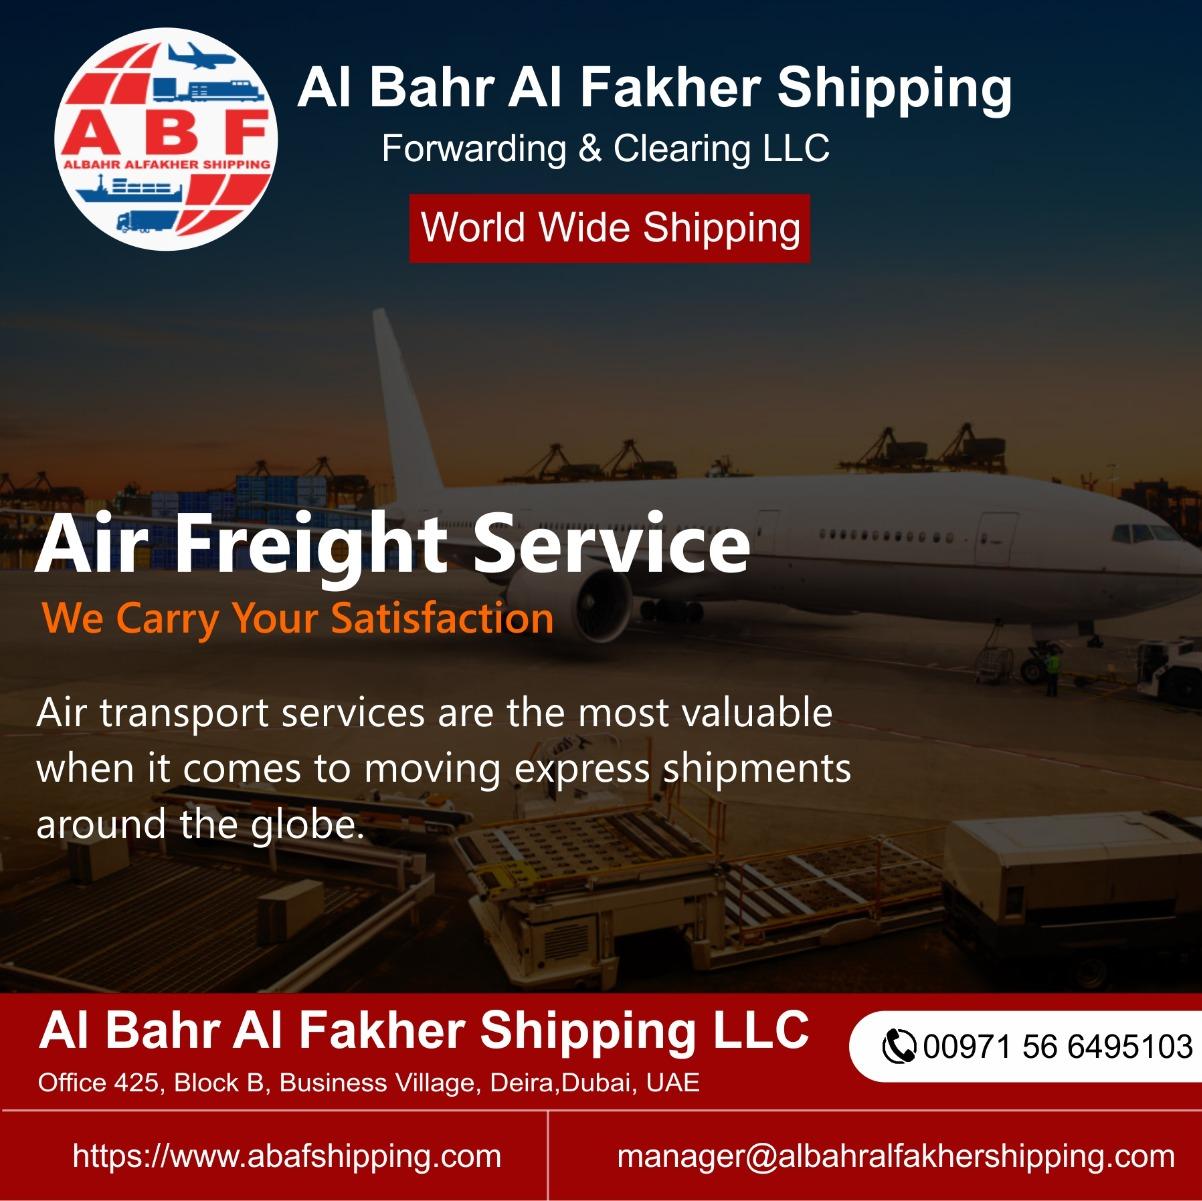 A B F
ALBAHR ALFAKHER SHIPPING
Al Bahr Al Fakher Shipping
Forwarding & Clearing LLC
World Wide Shipping
Air Freight Service
We Carry Your Satisfaction
Air transport services are the most valuable
when it comes to moving express shipments
around the globe.
Al Bahr Al Fakher Shipping LLC
Office 425, Block B, Business Village, Deira,Dubai, UAE
00971 56 6495103
https://www.abafshipping.com
manager@albahralfakhershipping.com